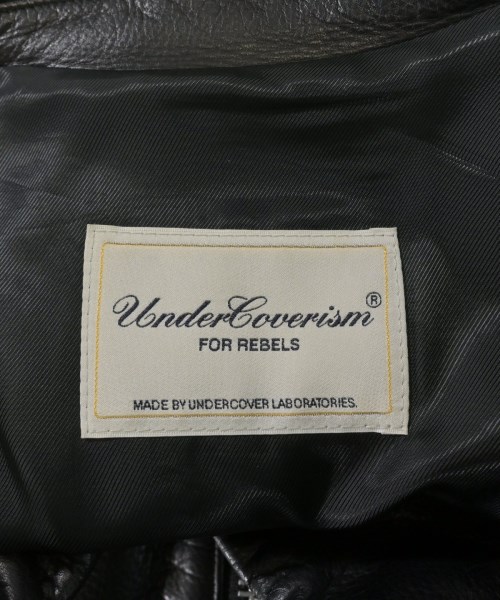 UnderCoverism®
FOR REBELS
MADE BY UNDERCOVER LABORATORIES.